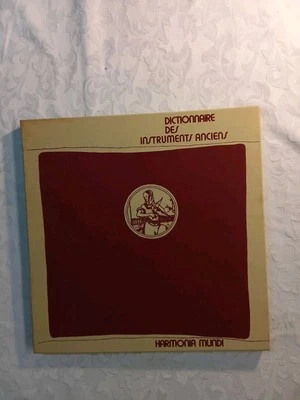 DICTIONNAIRE
DES
INSTRUMENTS ANCIENS
HARMONIA MUNDI